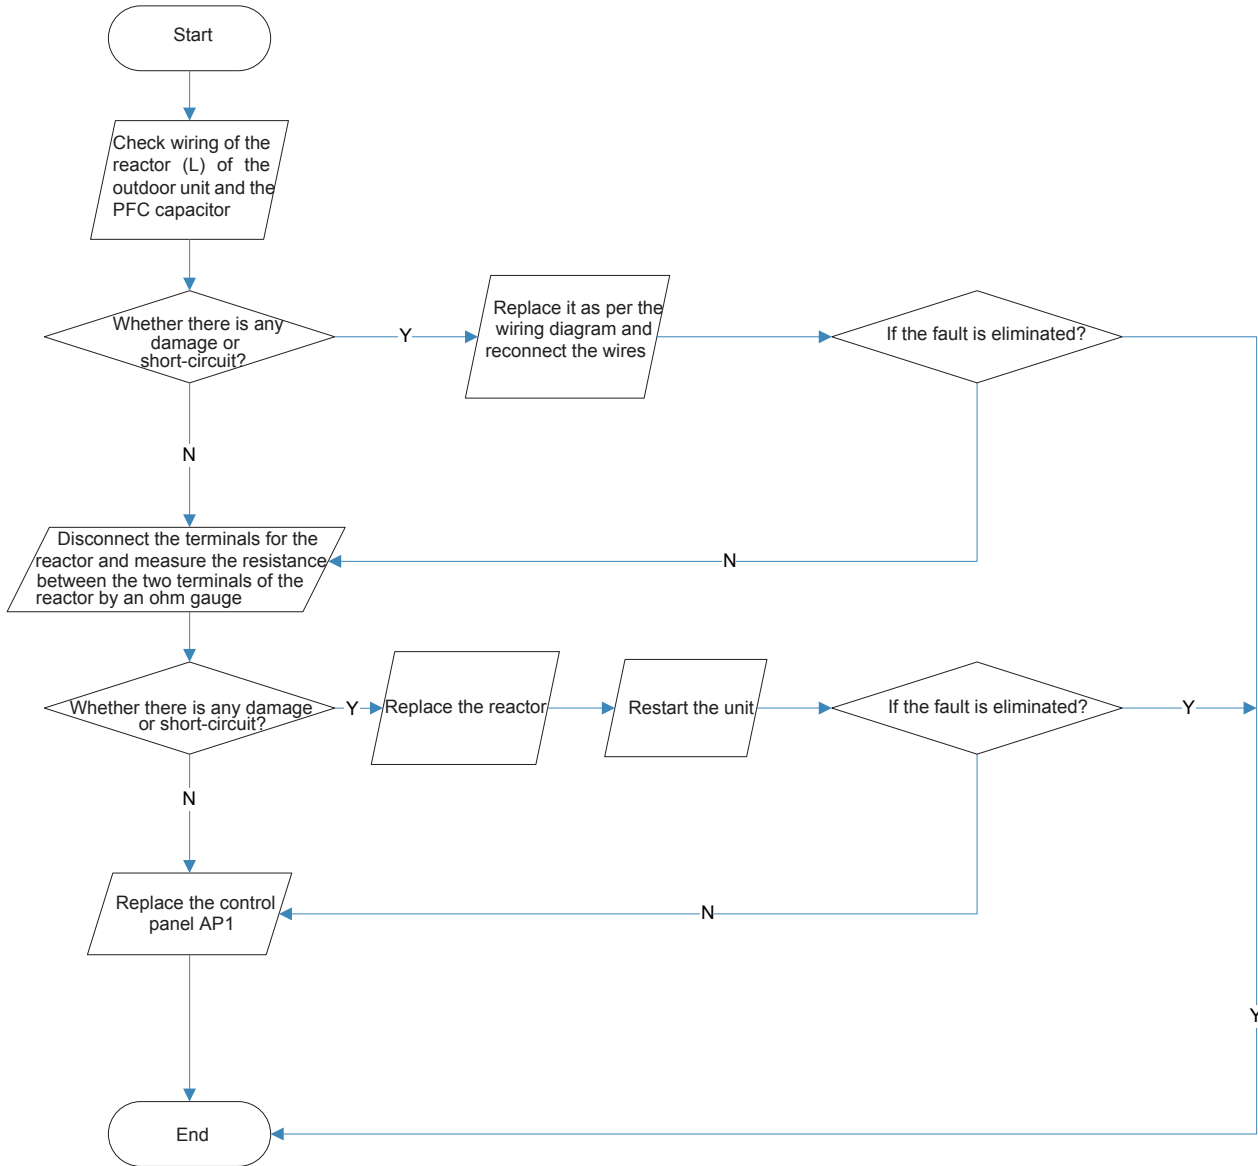 Start
Check wiring of the
reactor (L) of the
outdoor unit and the
PFC capacitor
Whether there is any
damage or
short-circuit?
Y
Replace it as per the
wiring diagram and
reconnect the wires
If the fault is eliminated?
N
Disconnect the terminals for the
reactor and measure the resistance
between the two terminals of the
reactor by an ohm gauge
N
Whether there is any damage
or short-circuit?
Y
Replace the reactor
Restart the unit
If the fault is eliminated?
Y
N
Replace the control
panel AP1
N
Y
End